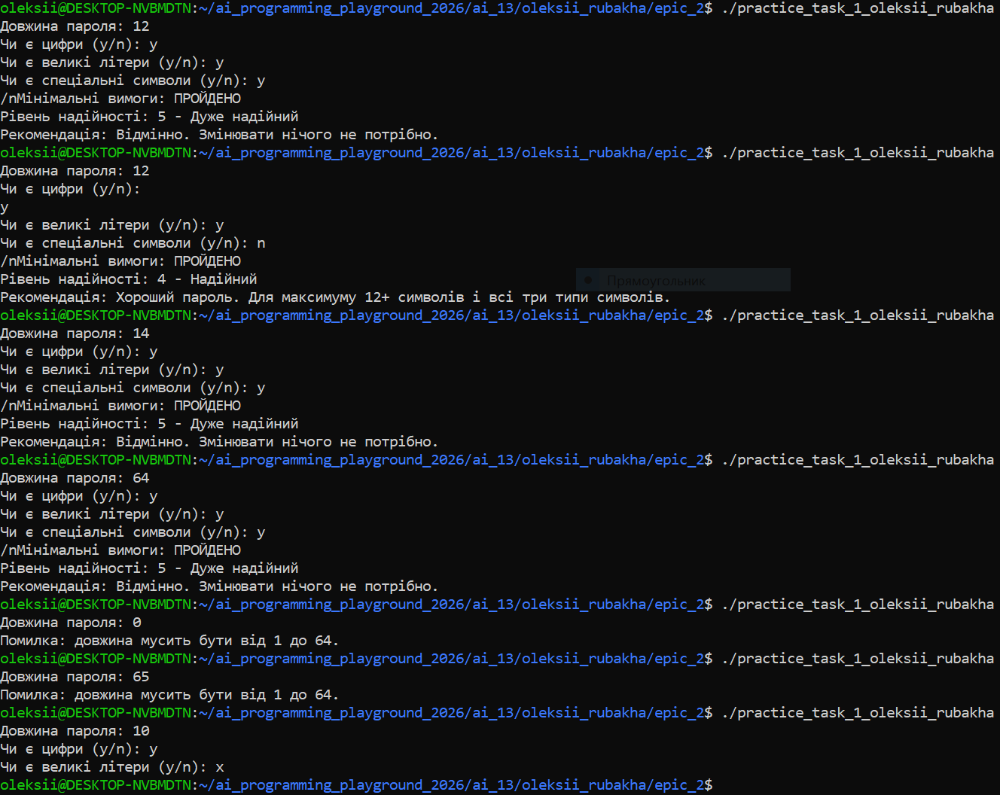 oleksii@DESKTOP-NVBMDTN:~/ai_programming_playground_2026/ai_13/oleksii_rubakha/epic_2$ ./practice_task_1_oleksii_rubakha
Довжина пароля: 12
Чи є цифри (y/n): y
Чи є великі літери (y/n): y
Чи є спеціальні символи (y/n): y
/nМінімальні вимоги: ПРОЙДЕНО
Рівень надійності: 5 - Дуже надійний
Рекомендація: Відмінно. Змінювати нічого не потрібно.
oleksii@DESKTOP-NVBMDTN:~/ai_programming_playground_2026/ai_13/oleksii_rubakha/epic_2$ ./practice_task_1_oleksii_rubakha
Довжина пароля: 12
Чи є цифри (y/n):
y
Чи є великі літери (y/n): y
Чи є спеціальні символи (y/n): n
/nМінімальні вимоги: ПРОЙДЕНО
Рівень надійності: 4 - Надійний
Прямоугольник
Рекомендація: Хороший пароль. Для максимуму 12+ символів і всі три типи символів.
oleksii@DESKTOP-NVBMDTN:~/ai_programming_playground_2026/ai_13/oleksii_rubakha/epic_2$ ./practice_task_1_oleksii_rubakha
Довжина пароля: 14
Чи є цифри (y/n): y
Чи є великі літери (y/n): y
Чи є спеціальні символи (y/n): y
/nМінімальні вимоги: ПРОЙДЕНО
Рівень надійності: 5 - Дуже надійний
Рекомендація: Відмінно. Змінювати нічого не потрібно.
oleksii@DESKTOP-NVBMDTN:~/ai_programming_playground_2026/ai_13/oleksii_rubakha/epic_2$ ./practice_task_1_oleksii_rubakha
Довжина пароля: 64
Чи є цифри (y/n): y
Чи є великі літери (y/n): y
Чи є спеціальні символи (y/n): y
/nМінімальні вимоги: ПРОЙДЕНО
Рівень надійності: 5 - Дуже надійний
Рекомендація: Відмінно. Змінювати нічого не потрібно.
oleksii@DESKTOP-NVBMDTN:~/ai_programming_playground_2026/ai_13/oleksii_rubakha/epic_2$ ./practice_task_1_oleksii_rubakha
Довжина пароля: 0
Помилка: довжина мусить бути від 1 до 64.
oleksii@DESKTOP-NVBMDTN:~/ai_programming_playground_2026/ai_13/oleksii_rubakha/epic_2$ ./practice_task_1_oleksii_rubakha
Довжина пароля: 65
Помилка: довжина мусить бути від 1 до 64.
oleksii@DESKTOP-NVBMDTN:~/ai_programming_playground_2026/ai_13/oleksii_rubakha/epic_2$ ./practice_task_1_oleksii_rubakha
Довжина пароля: 10
Чи є цифри (y/n): y
Чи є великі літери (y/n): x
oleksii@DESKTOP-NVBMDTN:~/ai_programming_playground_2026/ai_13/oleksii_rubakha/epic_2$